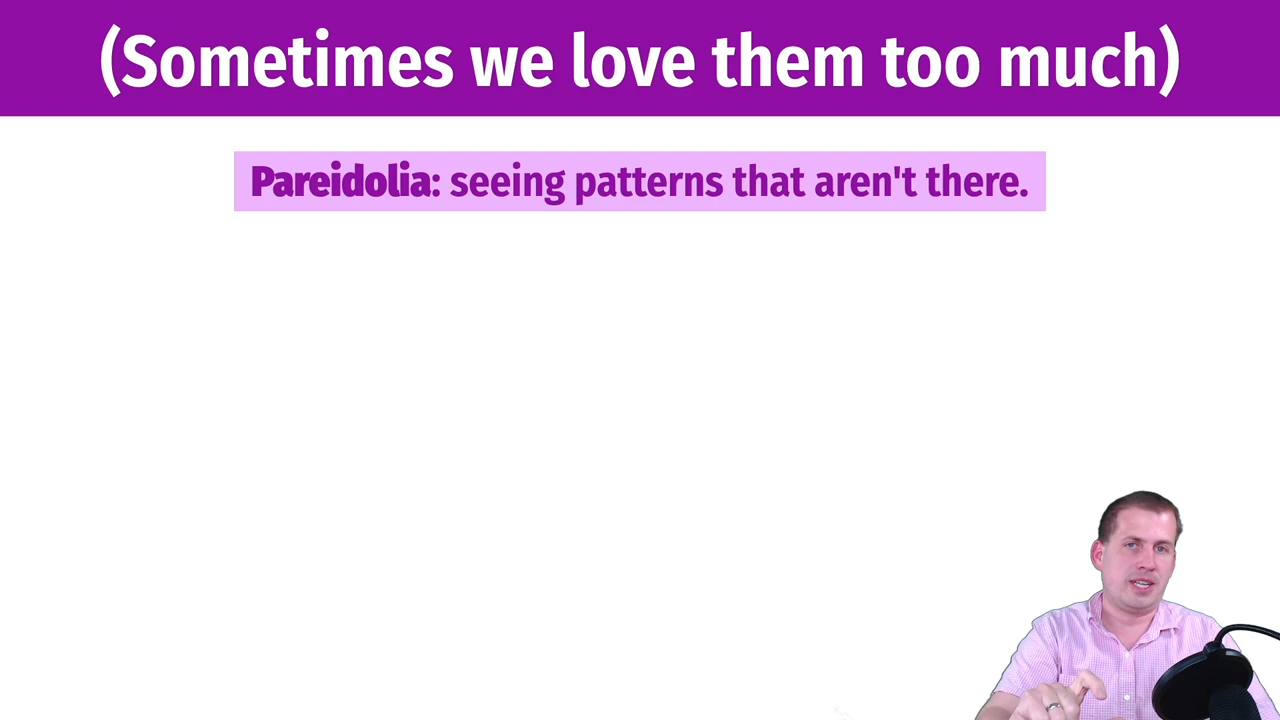 (Sometimes we love them too much)
Pareidolia: seeing patterns that aren't there.